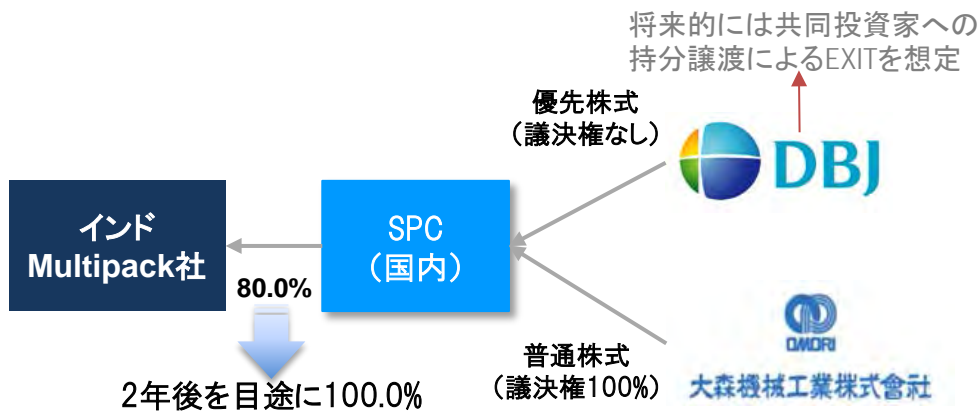 将来的には共同投資家への
持分譲渡によるEXITを想定
優先株式
（議決権なし）
DBJ
インド
Multipack社
SPC
（国内）
80.0%
OMORI
普通株式
（議決権100%）
大森機械工業株式會社
2年後を目途に100.0%